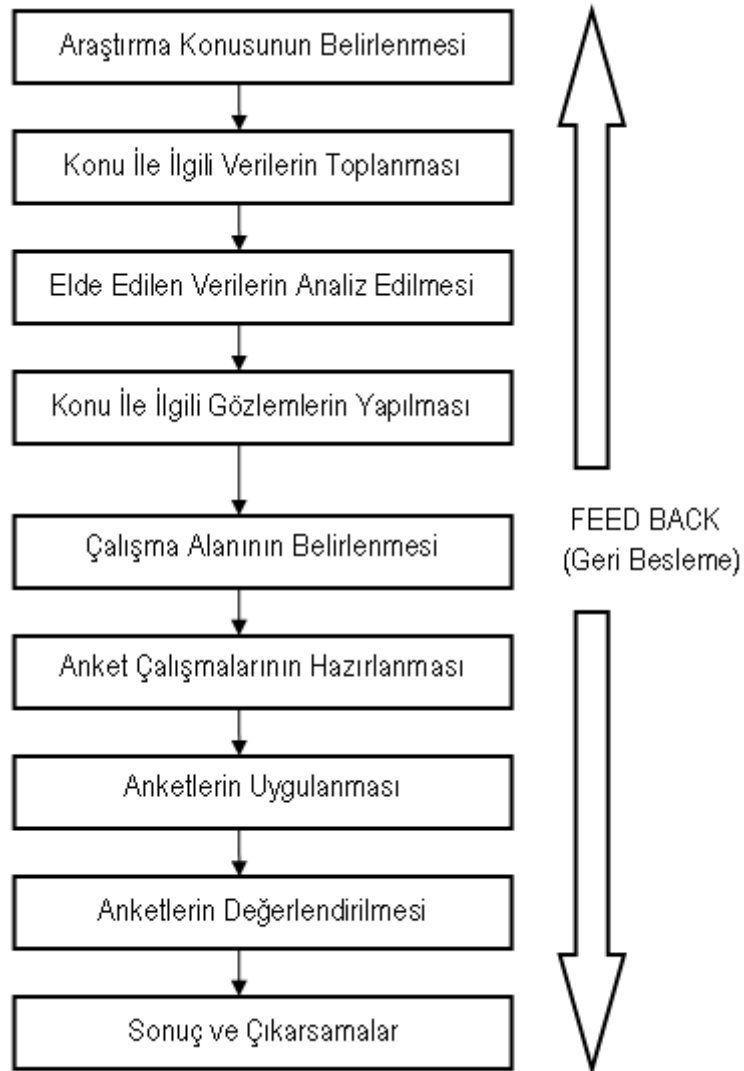 Araştırma Konusunun Belirlenmesi
Konu İle İlgili Verilerin Toplanması
Elde Edilen Verilerin Analiz Edilmesi
Konu İle İlgili Gözlemlerin Yapılması
Çalışma Alanının Belirlenmesi
Anket Çalışmalarının Hazırlanması
Anketlerin Uygulanması
Anketlerin Değerlendirilmesi
Sonuç ve Çıkarsamalar
FEED BACK
(Geri Besleme)